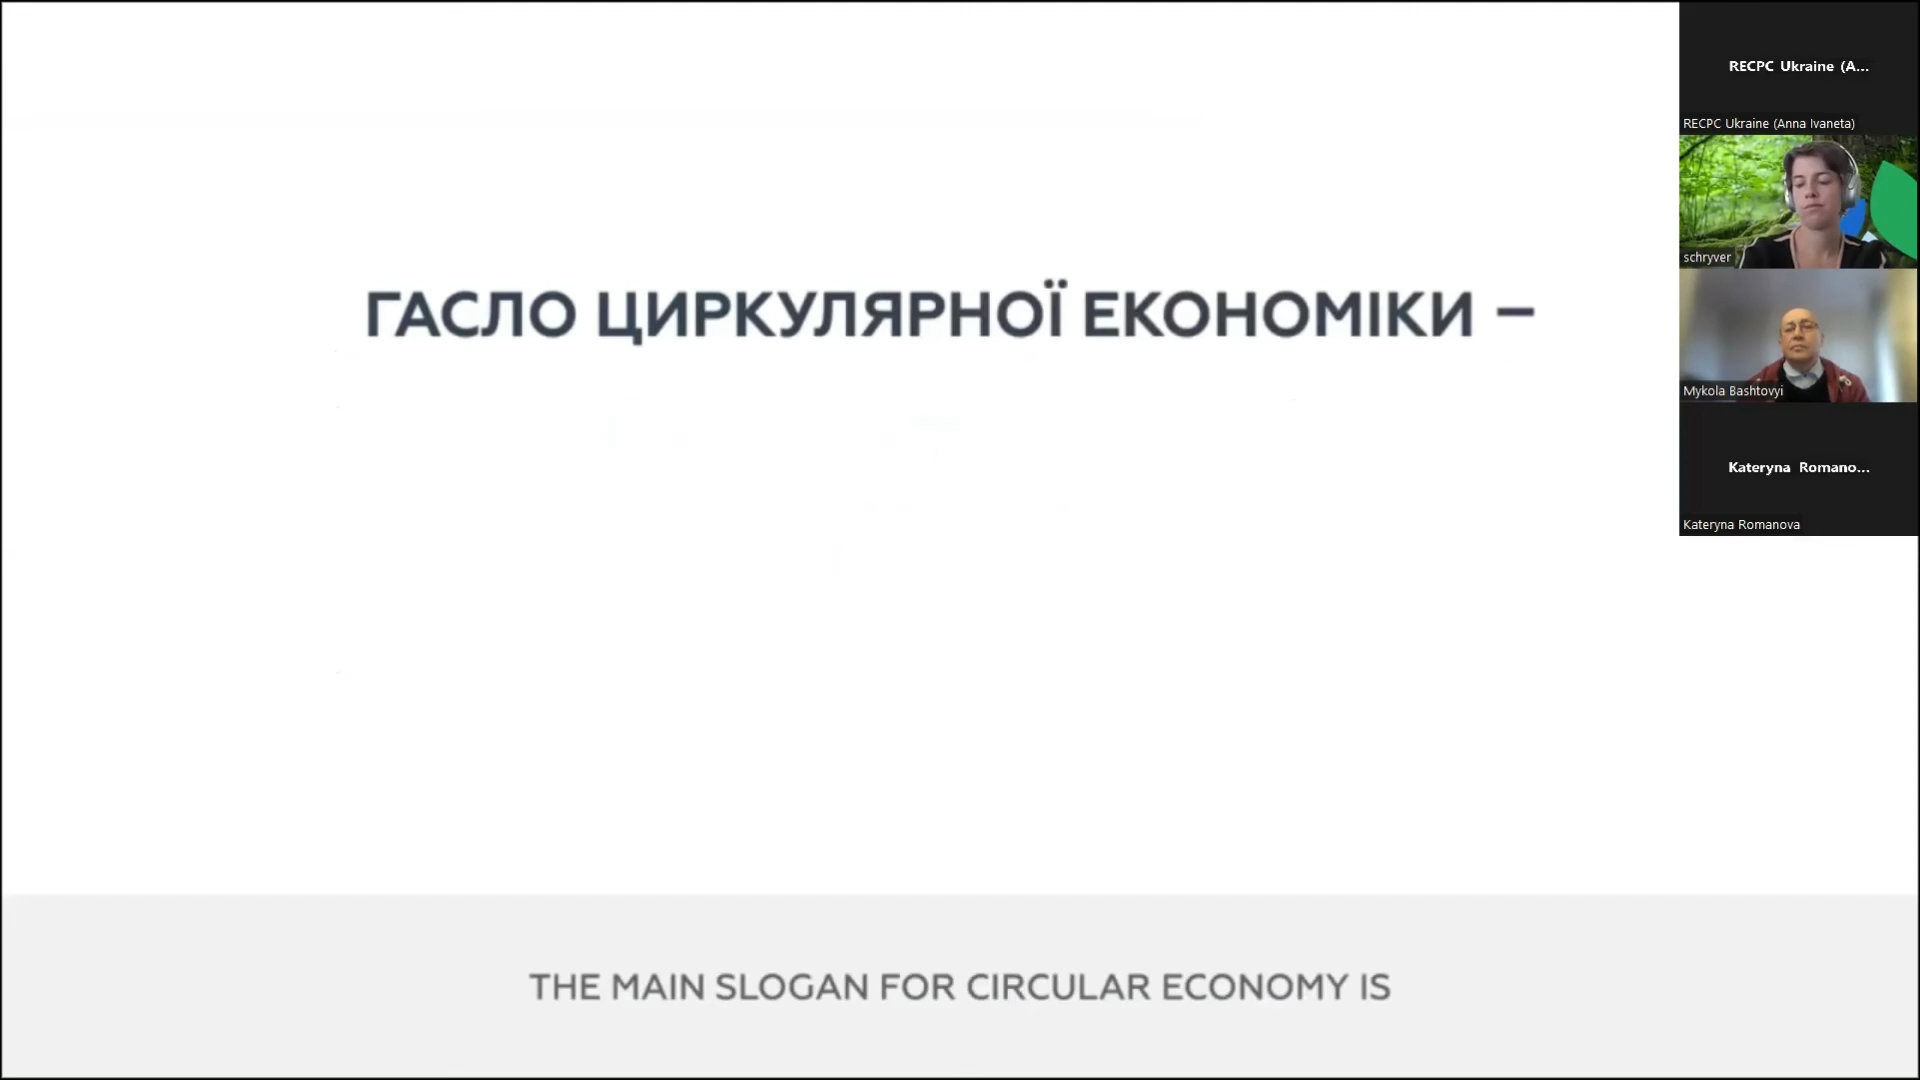 ГАСЛО ЦИРКУЛЯРНОЇ ЕКОНОМІКИ –
THE MAIN SLOGAN FOR CIRCULAR ECONOMY IS
RECPC Ukraine (A...
RECPC Ukraine (Anna Ivaneta)
schryver
Mykola Bashtovyi
Kateryna Romano...
Kateryna Romanova